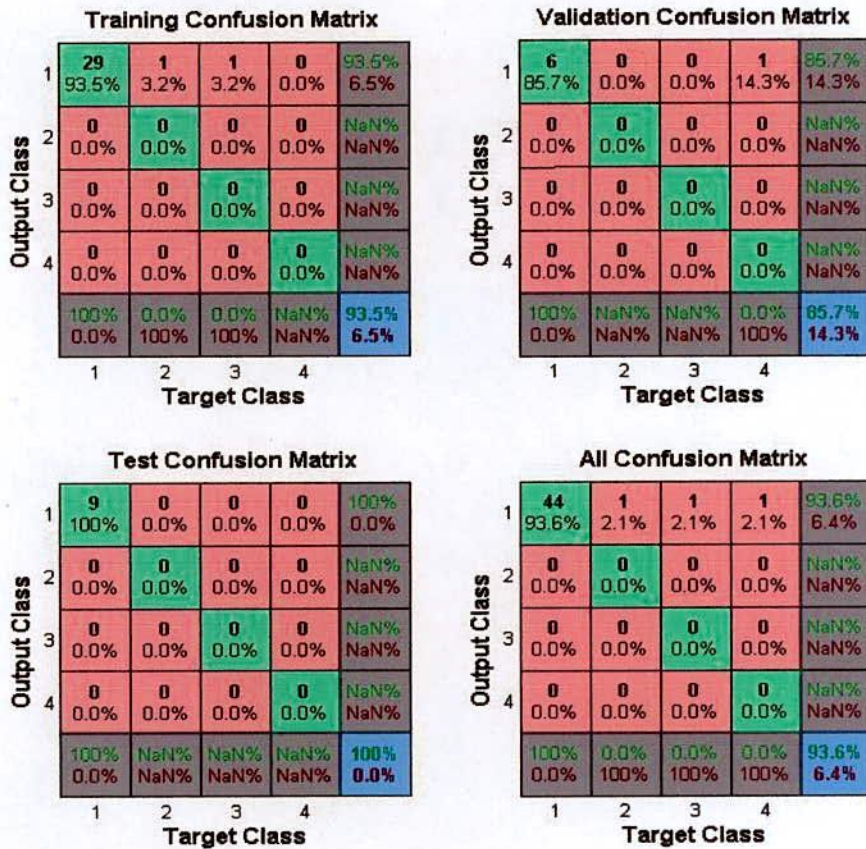 Training Confusion Matrix
Output Class
1 29 1 1 0 93.5%
93.5% 3.2% 3.2% 0.0% 6.5%
2 0 0 0 0 NaN%
0.0% 0.0% 0.0% 0.0% NaN%
3 0 0 0 0 NaN%
0.0% 0.0% 0.0% 0.0% NaN%
4 0 0 0 0 NaN%
0.0% 0.0% 0.0% 0.0% NaN%
100% 0.0% 0.0% NaN% 93.5%
0.0% 100% 100% NaN% 6.5%
1 2 3 4
Target Class
Validation Confusion Matrix
Output Class
1 6 0 0 1 85.7%
85.7% 0.0% 0.0% 14.3% 14.3%
2 0 0 0 0 NaN%
0.0% 0.0% 0.0% 0.0% NaN%
3 0 0 0 0 NaN%
0.0% 0.0% 0.0% 0.0% NaN%
4 0 0 0 0 NaN%
0.0% 0.0% 0.0% 0.0% NaN%
100% NaN% NaN% 0.0% 85.7%
0.0% NaN% NaN% 100% 14.3%
1 2 3 4
Target Class
Test Confusion Matrix
Output Class
1 9 0 0 0 100%
100% 0.0% 0.0% 0.0% 0.0%
2 0 0 0 0 NaN%
0.0% 0.0% 0.0% 0.0% NaN%
3 0 0 0 0 NaN%
0.0% 0.0% 0.0% 0.0% NaN%
4 0 0 0 0 NaN%
0.0% 0.0% 0.0% 0.0% NaN%
100% NaN% NaN% NaN% 100%
0.0% NaN% NaN% NaN% 0.0%
1 2 3 4
Target Class
All Confusion Matrix
Output Class
1 44 1 1 1 93.6%
93.6% 2.1% 2.1% 2.1% 6.4%
2 0 0 0 0 NaN%
0.0% 0.0% 0.0% 0.0% NaN%
3 0 0 0 0 NaN%
0.0% 0.0% 0.0% 0.0% NaN%
4 0 0 0 0 NaN%
0.0% 0.0% 0.0% 0.0% NaN%
100% 0.0% 0.0% 0.0% 93.6%
0.0% 100% 100% 100% 6.4%
1 2 3 4
Target Class